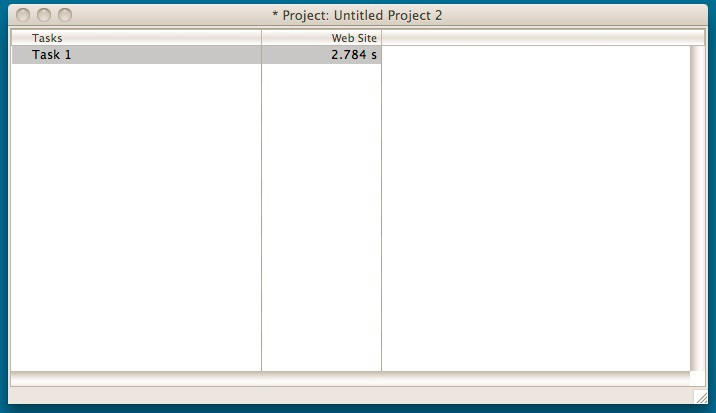 * Project: Untitled Project 2
Tasks Web Site
Task 1 2.784 s